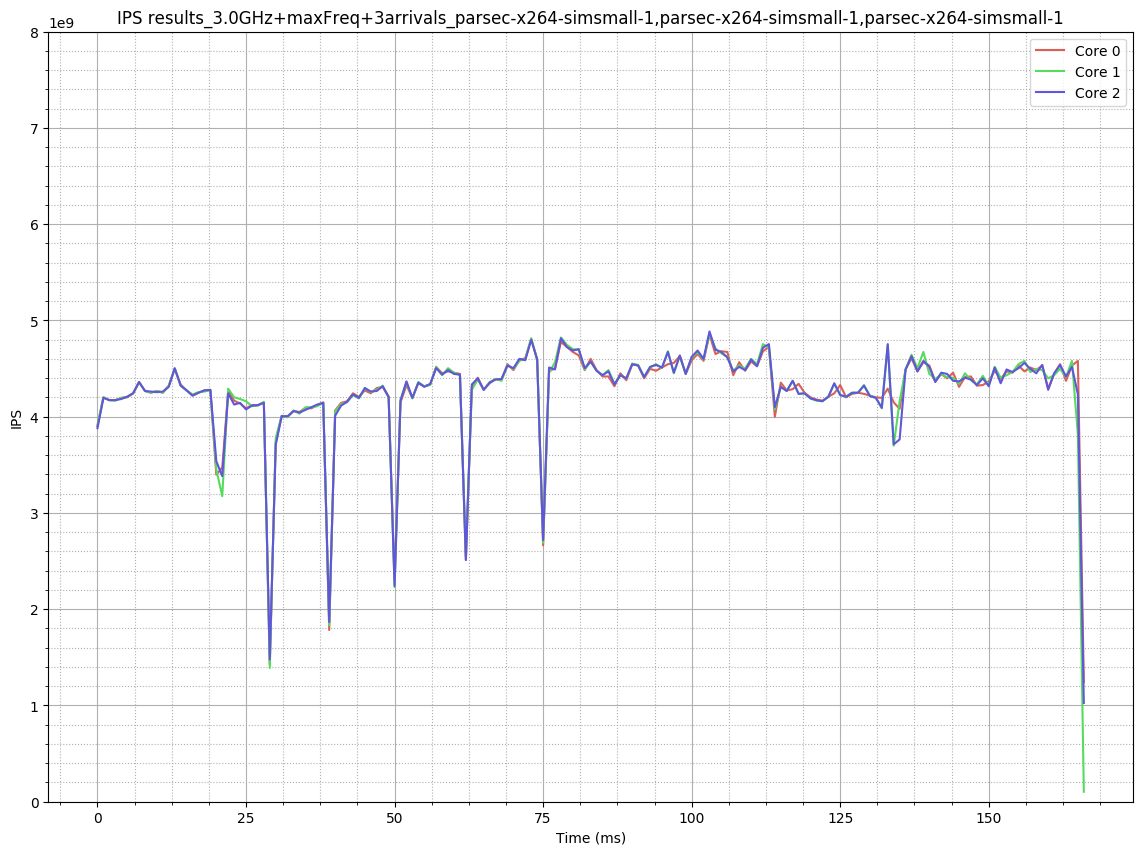 IPS results_3.0GHz+maxFreq+3arrivals_parsec-x264-simsmall-1,parsec-x264-simsmall-1,parsec-x264-simsmall-1
1e9
8
7
6
5
4
3
2
1
0
IPS
Core 0
Core 1
Core 2
0
25
50
75
100
125
150
Time (ms)